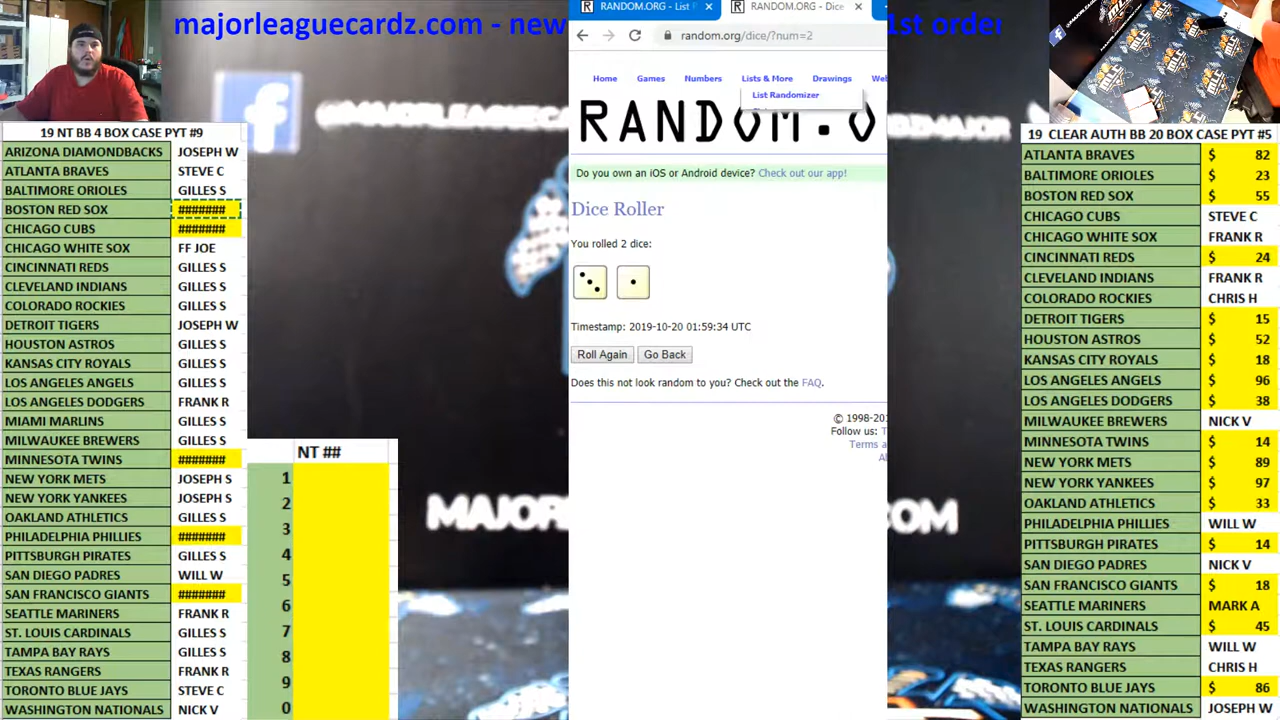 majorleaguecardz.com - new
1st order
RANDOM.ORG - List P
RANDOM.ORG - Dice
random.org/dice/?num=2
Home Games Numbers Lists & More Drawings Web
List Randomizer
RANDOM.O
Do you own an iOS or Android device? Check out our app!
Dice Roller
You rolled 2 dice:
Timestamp: 2019-10-20 01:59:34 UTC
Roll Again Go Back
Does this not look random to you? Check out the FAQ.
© 1998-201
Follow us: T
Terms a
19 NT BB 4 BOX CASE PYT #9
ARIZONA DIAMONDBACKS JOSEPH W
ATLANTA BRAVES STEVE C
BALTIMORE ORIOLES GILLES S
BOSTON RED SOX #######
CHICAGO CUBS #######
CHICAGO WHITE SOX FF JOE
CINCINNATI REDS GILLES S
CLEVELAND INDIANS GILLES S
COLORADO ROCKIES GILLES S
DETROIT TIGERS JOSEPH W
HOUSTON ASTROS GILLES S
KANSAS CITY ROYALS GILLES S
LOS ANGELES ANGELS GILLES S
LOS ANGELES DODGERS FRANK R
MIAMI MARLINS GILLES S
MILWAUKEE BREWERS GILLES S
MINNESOTA TWINS #######
NEW YORK METS JOSEPH S
NEW YORK YANKEES JOSEPH S
OAKLAND ATHLETICS GILLES S
PHILADELPHIA PHILLIES #######
PITTSBURGH PIRATES GILLES S
SAN DIEGO PADRES WILL W
SAN FRANCISCO GIANTS #######
SEATTLE MARINERS FRANK R
ST. LOUIS CARDINALS GILLES S
TAMPA BAY RAYS GILLES S
TEXAS RANGERS FRANK R
TORONTO BLUE JAYS STEVE C
WASHINGTON NATIONALS NICK V
NT ##
1
2
3
4
5
6
7
8
9
0
19 CLEAR AUTH BB 20 BOX CASE PYT #5
ATLANTA BRAVES $ 82
BALTIMORE ORIOLES $ 23
BOSTON RED SOX $ 55
CHICAGO CUBS STEVE C
CHICAGO WHITE SOX FRANK R
CINCINNATI REDS $ 24
CLEVELAND INDIANS FRANK R
COLORADO ROCKIES CHRIS H
DETROIT TIGERS $ 15
HOUSTON ASTROS $ 52
KANSAS CITY ROYALS $ 18
LOS ANGELES ANGELS $ 96
LOS ANGELES DODGERS $ 38
MILWAUKEE BREWERS NICK V
MINNESOTA TWINS $ 14
NEW YORK METS $ 89
NEW YORK YANKEES $ 97
OAKLAND ATHLETICS $ 33
PHILADELPHIA PHILLIES WILL W
PITTSBURGH PIRATES $ 14
SAN DIEGO PADRES NICK V
SAN FRANCISCO GIANTS $ 18
SEATTLE MARINERS MARK A
ST. LOUIS CARDINALS $ 45
TAMPA BAY RAYS WILL W
TEXAS RANGERS CHRIS H
TORONTO BLUE JAYS $ 86
WASHINGTON NATIONALS JOSEPH W